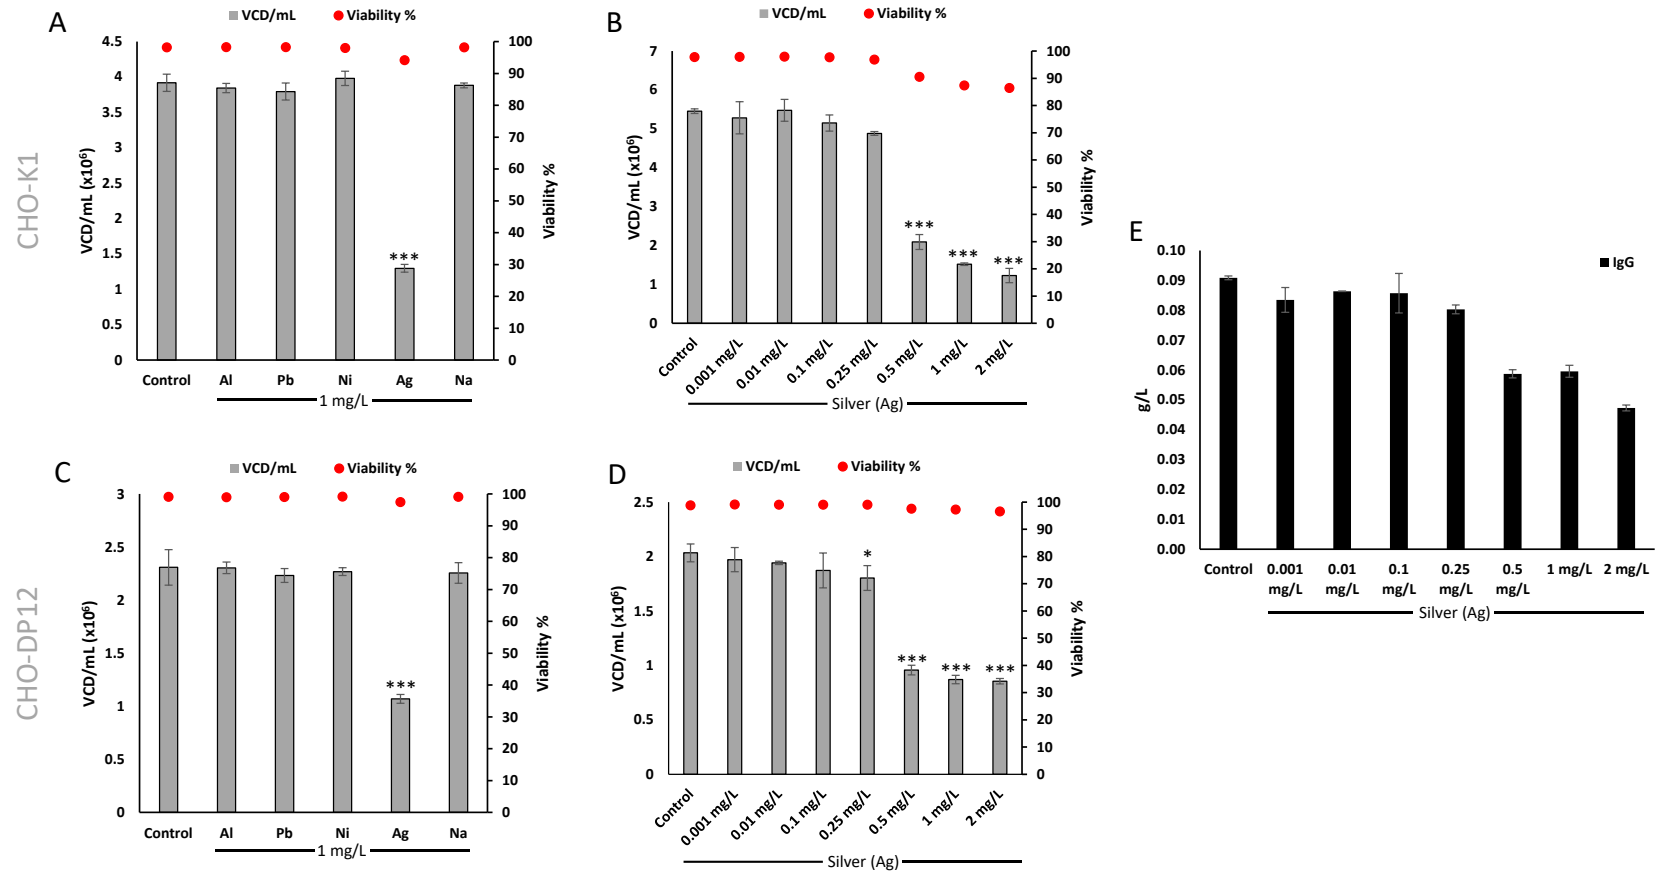 A
VCD/mL
Viability %
CHO-K1
VCD/mL (x10⁶)
4.5
4
3.5
3
2.5
2
1.5
1
0.5
0
100
90
80
70
60
50
40
30
20
10
0
Viability %
***
Control Al Pb Ni Ag Na
1 mg/L
B
VCD/mL
Viability %
VCD/mL (x10⁶)
7
6
5
4
3
2
1
0
100
90
80
70
60
50
40
30
20
10
0
Viability %
*** *** ***
Control 0.001 mg/L 0.01 mg/L 0.1 mg/L 0.25 mg/L 0.5 mg/L 1 mg/L 2 mg/L
Silver (Ag)
C
VCD/mL
Viability %
CHO-DP12
VCD/mL (x10⁶)
3
2.5
2
1.5
1
0.5
0
100
90
80
70
60
50
40
30
20
10
0
Viability %
***
Control Al Pb Ni Ag Na
1 mg/L
D
VCD/mL
Viability %
VCD/mL (x10⁶)
2.5
2
1.5
1
0.5
0
100
90
80
70
60
50
40
30
20
10
0
Viability %
* *** *** ***
Control 0.001 mg/L 0.01 mg/L 0.1 mg/L 0.25 mg/L 0.5 mg/L 1 mg/L 2 mg/L
Silver (Ag)
E
IgG
g/L
0.10
0.09
0.08
0.07
0.06
0.05
0.04
0.03
0.02
0.01
0.00
Control 0.001 0.01 0.1 0.25 0.5 1 mg/L 2 mg/L
mg/L mg/L mg/L mg/L mg/L
Silver (Ag)